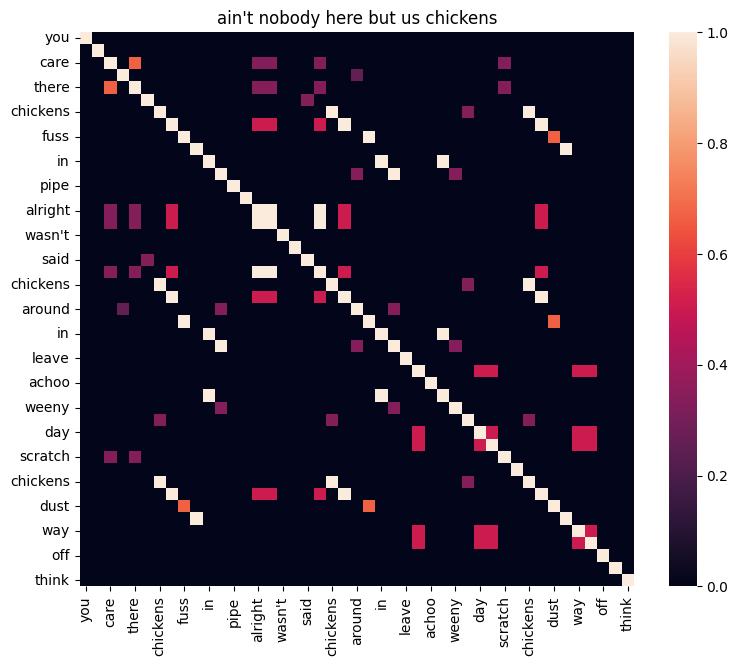 ain't nobody here but us chickens
you
care
there
chickens
fuss
in
pipe
alright
wasn't
said
chickens
around
in
leave
achoo
weeny
day
scratch
chickens
dust
way
off
think
1.0
0.8
0.6
0.4
0.2
0.0
you
care
there
chickens
fuss
in
pipe
alright
wasn't
said
chickens
around
in
leave
achoo
weeny
day
scratch
chickens
dust
way
off
think